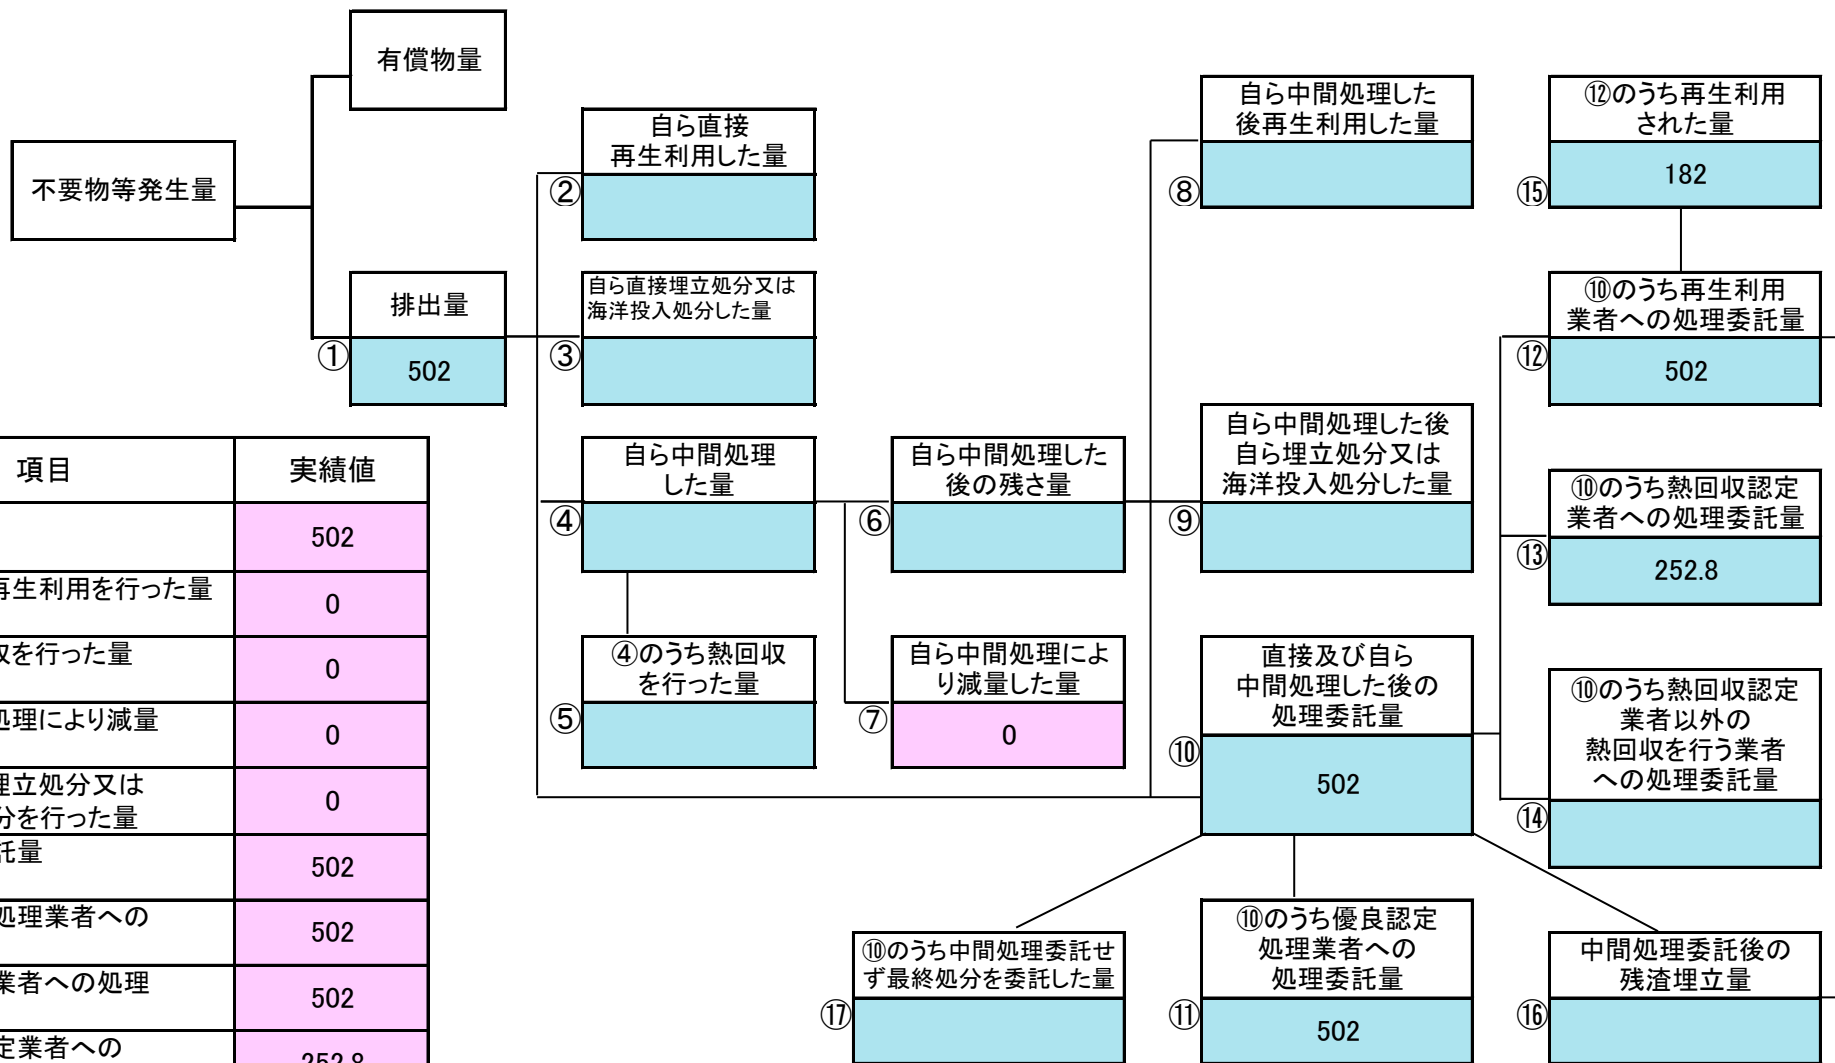 有償物量
不要物等発生量
排出量
①
502
自ら直接
再生利用した量
②
自ら直接埋立処分又は
海洋投入処分した量
③
自ら中間処理
した量
④
④のうち熱回収
を行った量
⑤
自ら中間処理した
後の残さ量
⑥
自ら中間処理によ
り減量した量
⑦
0
自ら中間処理した
後再生利用した量
⑧
自ら中間処理した後
自ら埋立処分又は
海洋投入処分した量
⑨
直接及び自ら
中間処理した後の
処理委託量
⑩
502
⑩のうち優良認定
処理業者への
処理委託量
⑪
502
⑫のうち再生利用
された量
⑮
182
⑩のうち再生利用
業者への処理委託量
⑫
502
⑩のうち熱回収認定
業者への処理委託量
⑬
252.8
⑩のうち熱回収認定
業者以外の
熱回収を行う業者
への処理委託量
⑭
中間処理委託後の
残渣埋立量
⑯
⑩のうち中間処理委託せ
ず最終処分を委託した量
⑰
項目 実績値
502
再生利用を行った量 0
を行った量 0
処理により減量 0
埋立処分又は
分を行った量 0
託量 502
処理業者への 502
業者への処理 502
定業者への 252.8